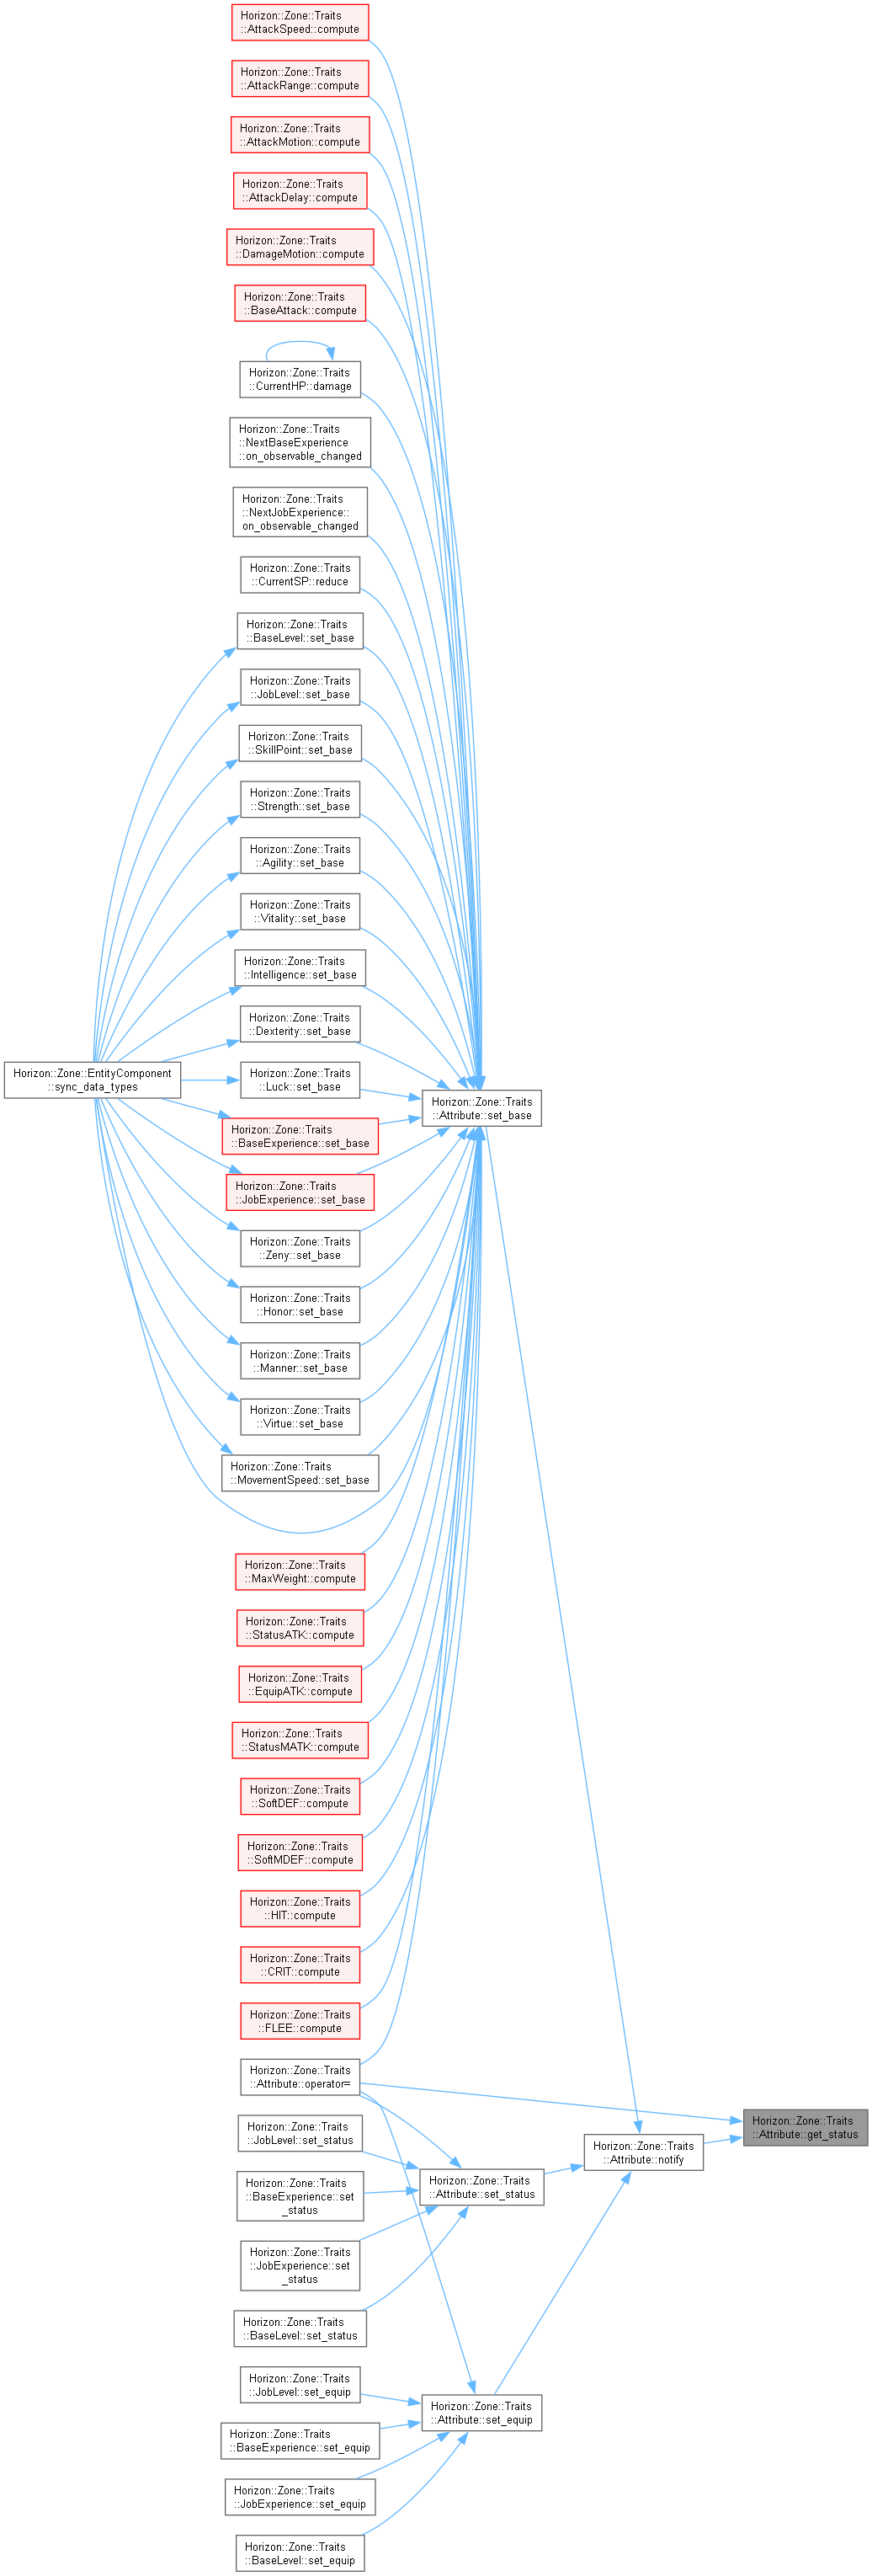 Horizon::Zone::Traits
::AttackSpeed::compute
Horizon::Zone::Traits
::AttackRange::compute
Horizon::Zone::Traits
::AttackMotion::compute
Horizon::Zone::Traits
::AttackDelay::compute
Horizon::Zone::Traits
::DamageMotion::compute
Horizon::Zone::Traits
::BaseAttack::compute
Horizon::Zone::Traits
::CurrentHP::damage
Horizon::Zone::Traits
::NextBaseExperience
::on_observable_changed
Horizon::Zone::Traits
::NextJobExperience::
on_observable_changed
Horizon::Zone::Traits
::CurrentSP::reduce
Horizon::Zone::Traits
::BaseLevel::set_base
Horizon::Zone::Traits
::JobLevel::set_base
Horizon::Zone::Traits
::SkillPoint::set_base
Horizon::Zone::Traits
::Strength::set_base
Horizon::Zone::Traits
::Agility::set_base
Horizon::Zone::Traits
::Vitality::set_base
Horizon::Zone::Traits
::Intelligence::set_base
Horizon::Zone::Traits
::Dexterity::set_base
Horizon::Zone::EntityComponent
::sync_data_types
Horizon::Zone::Traits
::Luck::set_base
Horizon::Zone::Traits
::Attribute::set_base
Horizon::Zone::Traits
::BaseExperience::set_base
Horizon::Zone::Traits
::JobExperience::set_base
Horizon::Zone::Traits
::Zeny::set_base
Horizon::Zone::Traits
::Honor::set_base
Horizon::Zone::Traits
::Manner::set_base
Horizon::Zone::Traits
::Virtue::set_base
Horizon::Zone::Traits
::MovementSpeed::set_base
Horizon::Zone::Traits
::MaxWeight::compute
Horizon::Zone::Traits
::StatusATK::compute
Horizon::Zone::Traits
::EquipATK::compute
Horizon::Zone::Traits
::StatusMATK::compute
Horizon::Zone::Traits
::SoftDEF::compute
Horizon::Zone::Traits
::SoftMDEF::compute
Horizon::Zone::Traits
::HIT::compute
Horizon::Zone::Traits
::CRIT::compute
Horizon::Zone::Traits
::FLEE::compute
Horizon::Zone::Traits
::Attribute::operator=
Horizon::Zone::Traits
::Attribute::get_status
Horizon::Zone::Traits
::JobLevel::set_status
Horizon::Zone::Traits
::Attribute::notify
Horizon::Zone::Traits
::Attribute::set_status
Horizon::Zone::Traits
::BaseExperience::set
_status
Horizon::Zone::Traits
::JobExperience::set
_status
Horizon::Zone::Traits
::BaseLevel::set_status
Horizon::Zone::Traits
::JobLevel::set_equip
Horizon::Zone::Traits
::Attribute::set_equip
Horizon::Zone::Traits
::BaseExperience::set_equip
Horizon::Zone::Traits
::JobExperience::set_equip
Horizon::Zone::Traits
::BaseLevel::set_equip